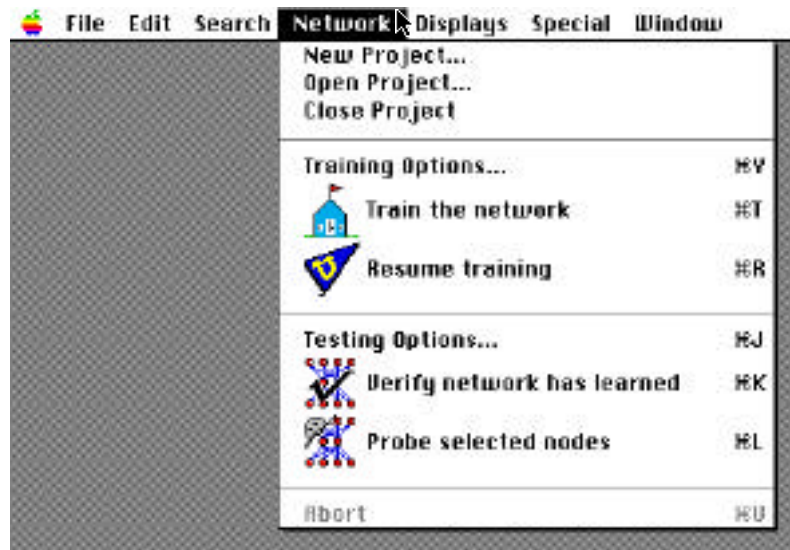 File Edit Search Network Displays Special Window
New Project...
Open Project...
Close Project
Training Options... ⌘Y
Train the network ⌘T
Resume training ⌘R
Testing Options... ⌘J
Verify network has learned ⌘K
Probe selected nodes ⌘L
Abort ⌘U